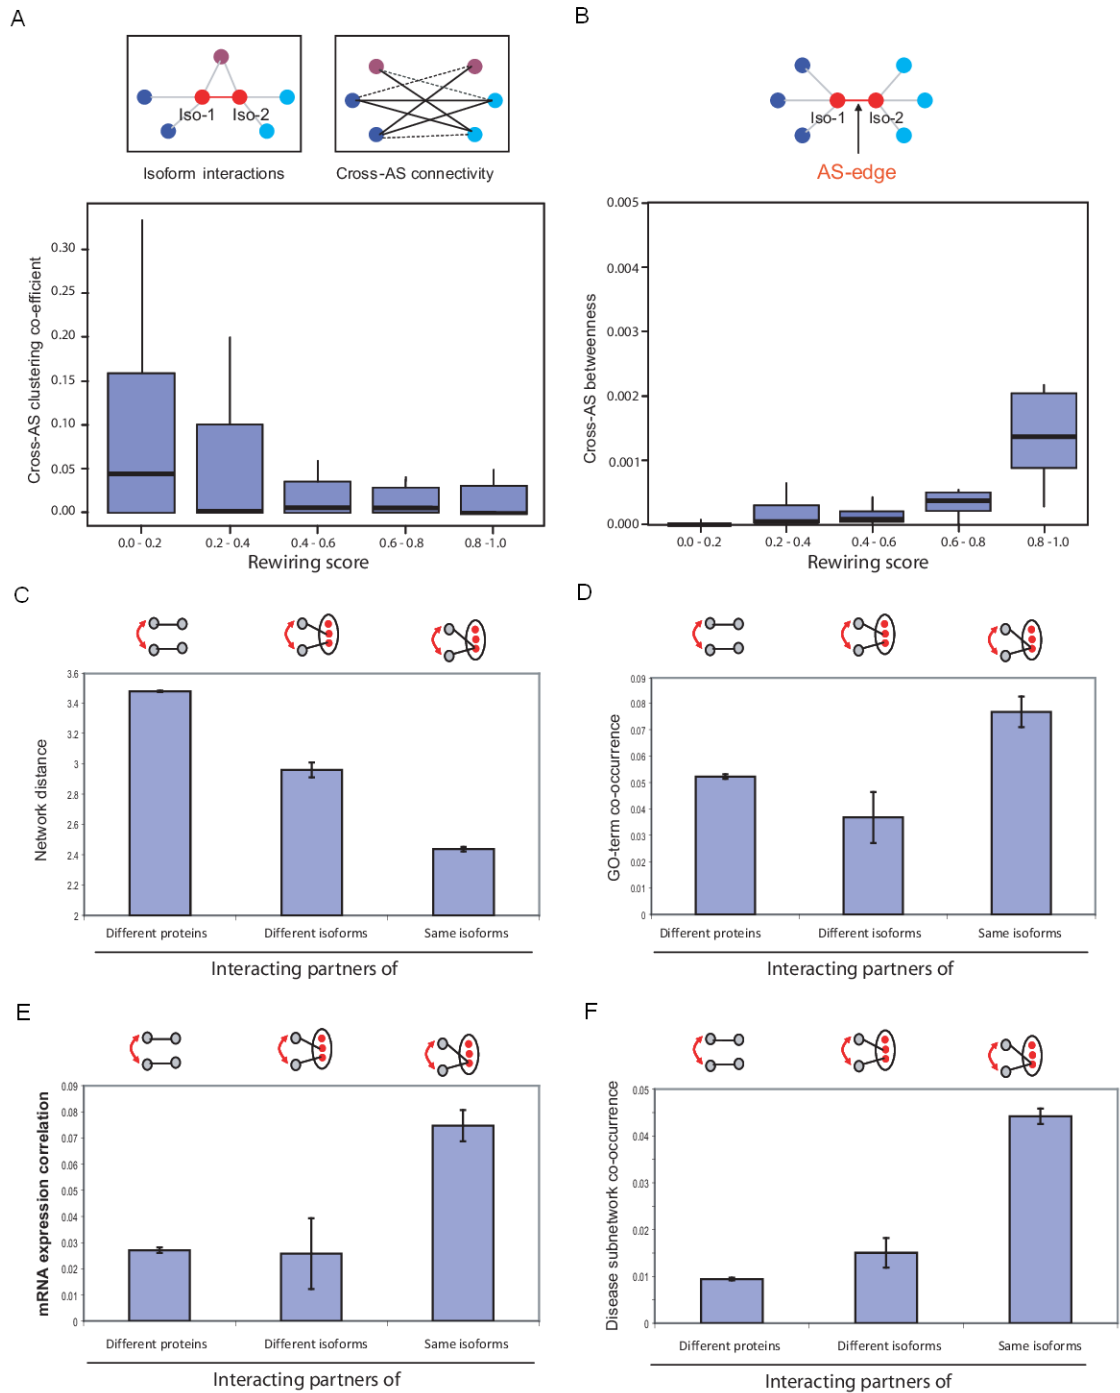 A
Iso-1 Iso-2
Isoform interactions
Cross-AS connectivity
Cross-AS clustering co-efficient
0.30
0.25
0.20
0.15
0.10
0.05
0.00
0.0 - 0.2
0.2 - 0.4
0.4 - 0.6
0.6 - 0.8
0.8 -1.0
Rewiring score
B
Iso-1 Iso-2
AS-edge
Cross-AS betweenness
0.005
0.004
0.003
0.002
0.001
0.000
0.0 - 0.2
0.2 - 0.4
0.4 - 0.6
0.6 - 0.8
0.8 -1.0
Rewiring score
C
Network distance
3.6
3.4
3.2
3
2.8
2.6
2.4
2.2
2
Different proteins
Different isoforms
Same isoforms
Interacting partners of
D
GO-term co-occurrence
0.09
0.08
0.07
0.06
0.05
0.04
0.03
0.02
0.01
0
Different proteins
Different isoforms
Same isoforms
Interacting partners of
E
mRNA expression correlation
0.09
0.08
0.07
0.06
0.05
0.04
0.03
0.02
0.01
0
Different proteins
Different isoforms
Same isoforms
Interacting partners of
F
Disease subnetwork co-occurrence
0.05
0.04
0.03
0.02
0.01
0
Different proteins
Different isoforms
Same isoforms
Interacting partners of